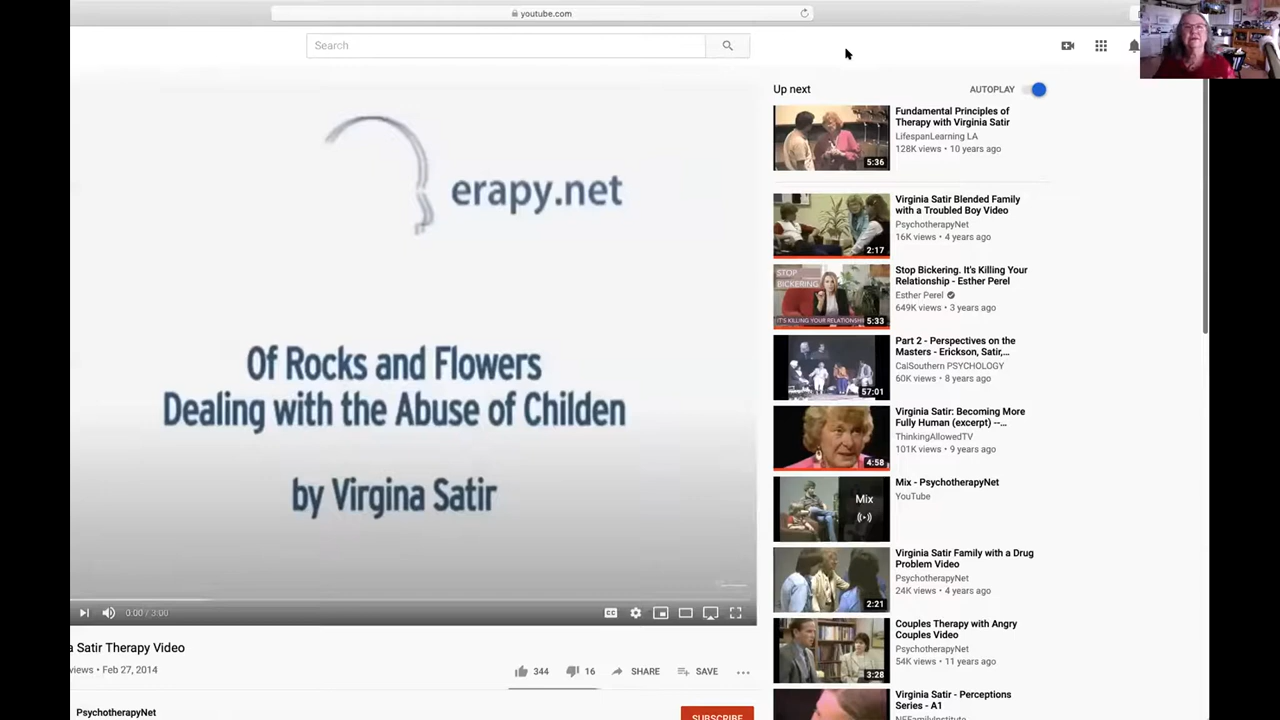 youtube.com
Search
erapy.net
Of Rocks and Flowers
Dealing with the Abuse of Childen
by Virgina Satir
0:00 / 3:00
CC
a Satir Therapy Video
views • Feb 27, 2014
344
16
SHARE
SAVE
PsychotherapyNet
SUBSCRIBE
Up next
AUTOPLAY
5:36
Fundamental Principles of
Therapy with Virginia Satir
LifespanLearning LA
128K views • 10 years ago
2:17
Virginia Satir Blended Family
with a Troubled Boy Video
PsychotherapyNet
16K views • 4 years ago
STOP
BICKERING
IT'S KILLING YOUR RELATIONSHIP
5:33
Stop Bickering. It's Killing Your
Relationship - Esther Perel
Esther Perel
649K views • 3 years ago
57:01
Part 2 - Perspectives on the
Masters - Erickson, Satir,...
CalSouthern PSYCHOLOGY
60K views • 8 years ago
4:58
Virginia Satir: Becoming More
Fully Human (excerpt) --...
ThinkingAllowedTV
101K views • 9 years ago
Mix
Mix - PsychotherapyNet
YouTube
2:21
Virginia Satir Family with a Drug
Problem Video
PsychotherapyNet
24K views • 4 years ago
3:28
Couples Therapy with Angry
Couples Video
PsychotherapyNet
54K views • 11 years ago
Virginia Satir - Perceptions
Series - A1